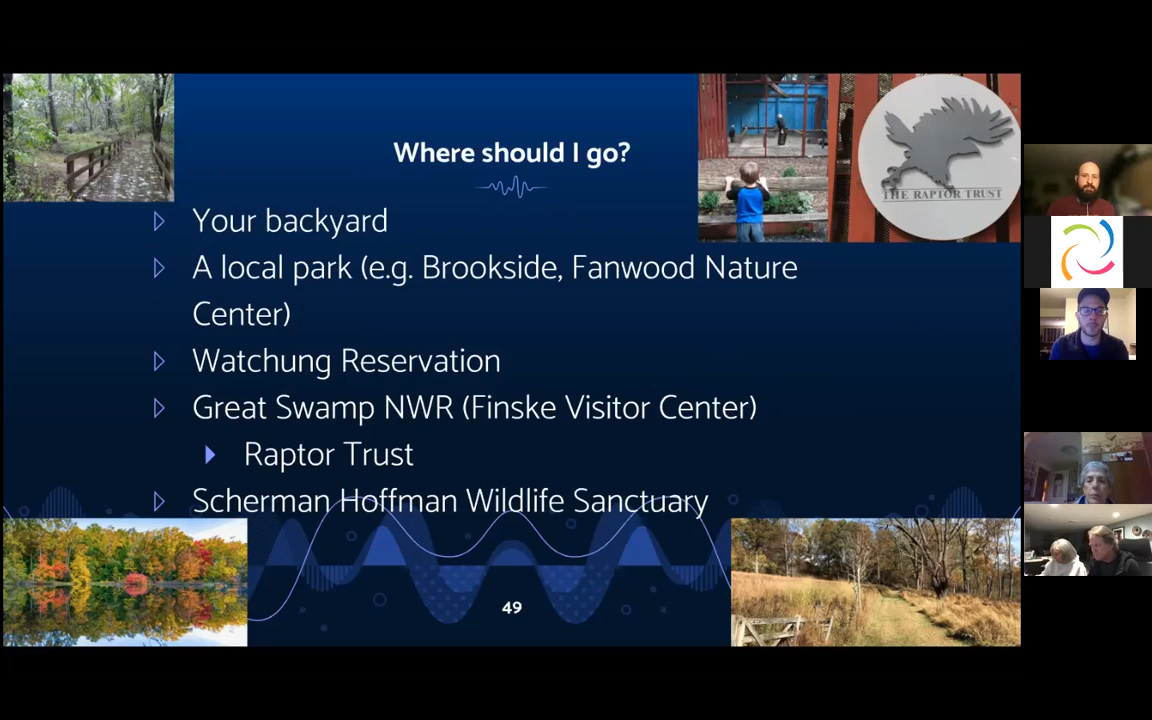 Where should I go?
THE RAPTOR TRUST
Your backyard
A local park (e.g. Brookside, Fanwood Nature
Center)
Watchung Reservation
Great Swamp NWR (Finske Visitor Center)
Raptor Trust
Scherman Hoffman Wildlife Sanctuary
49